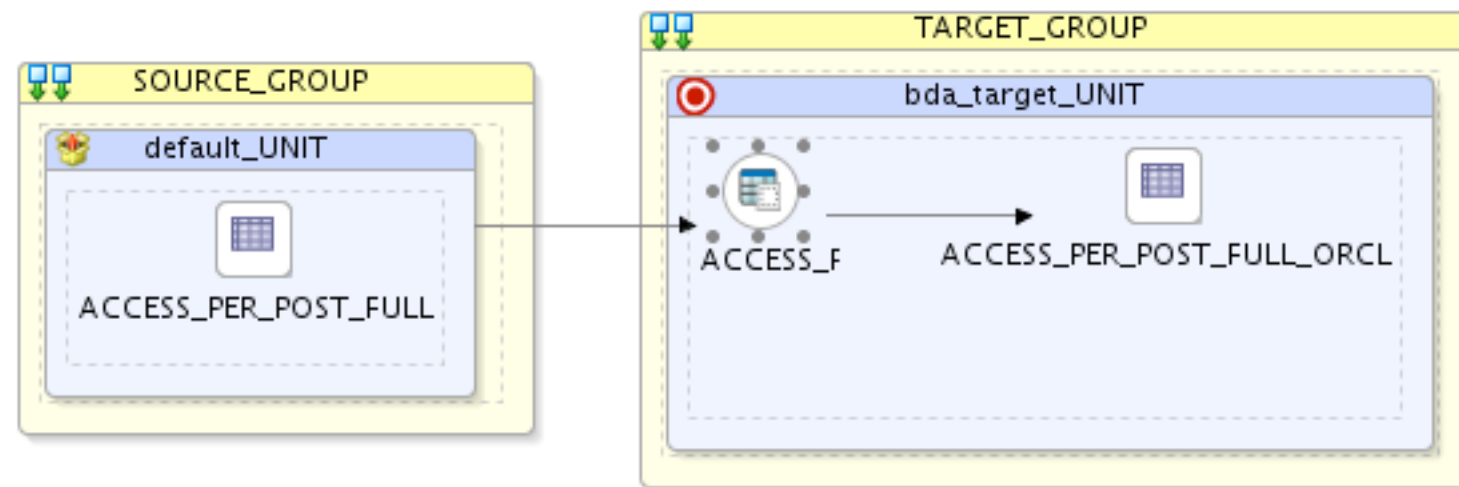 TARGET_GROUP
SOURCE_GROUP
bda_target_UNIT
default_UNIT
ACCESS_PER_POST_FULL
ACCESS_F
ACCESS_PER_POST_FULL_ORCL